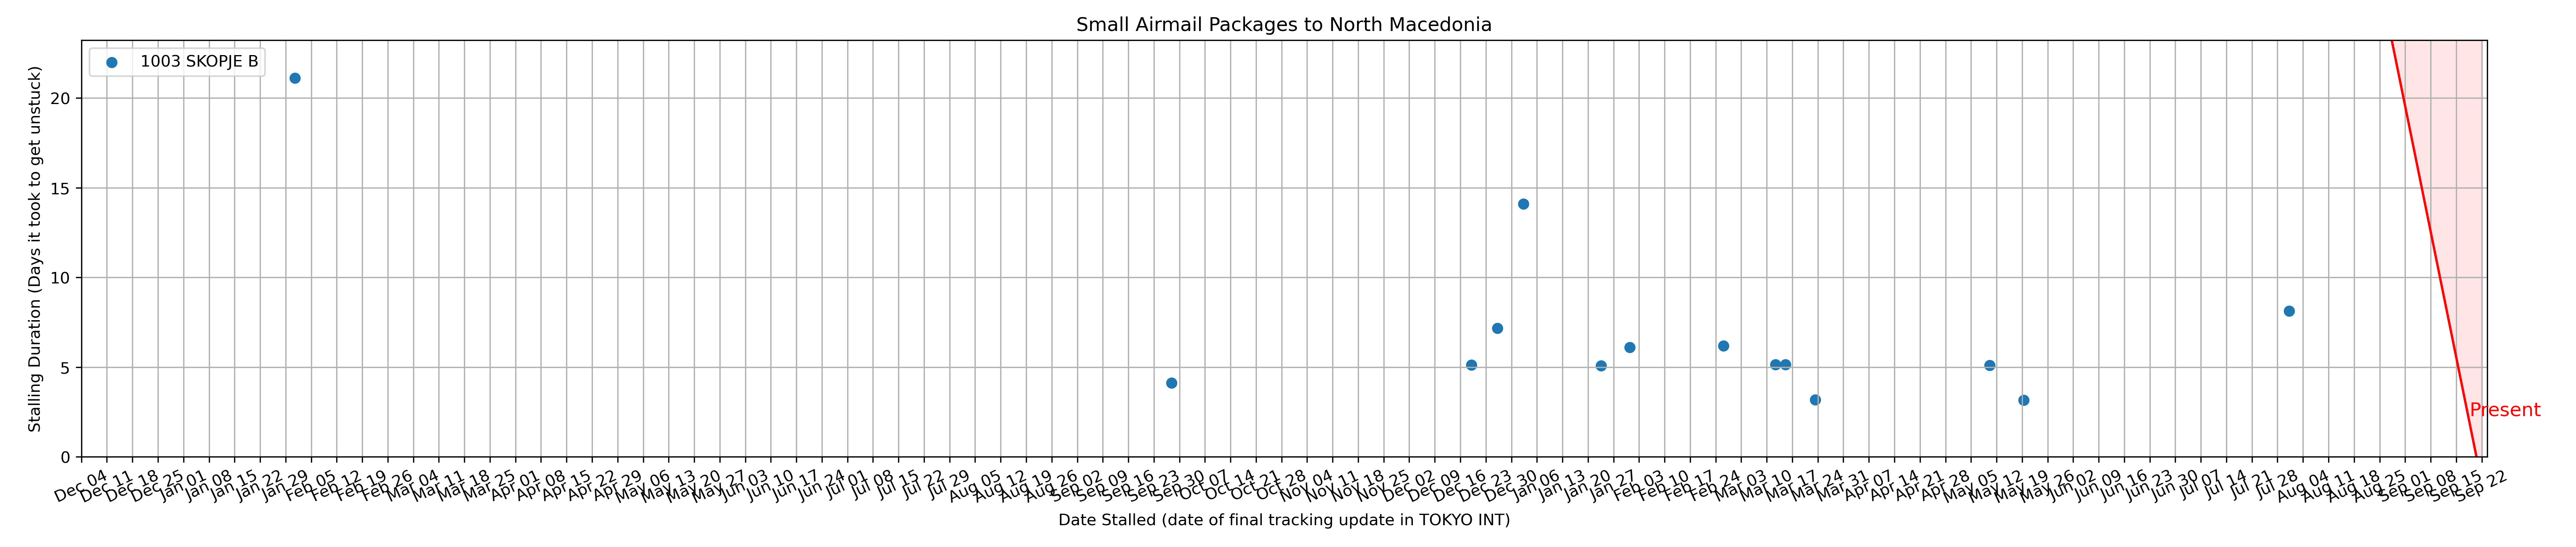 Small Airmail Packages to North Macedonia
1003 SKOPJE B
Stalling Duration (Days it took to get unstuck)
20
15
10
5
0
Present
Dec 04 Dec 11 Dec 18 Dec 25 Jan 01 Jan 08 Jan 15 Jan 22 Jan 29 Feb 05 Feb 12 Feb 19 Feb 26 Mar 04 Mar 11 Mar 18 Mar 25 Apr 01 Apr 08 Apr 15 Apr 22 Apr 29 May 06 May 13 May 20 May 27 Jun 03 Jun 10 Jun 17 Jun 24 Jul 01 Jul 08 Jul 15 Jul 22 Jul 29 Aug 05 Aug 12 Aug 19 Aug 26 Sep 02 Sep 09 Sep 16 Sep 23 Sep 30 Oct 07 Oct 14 Oct 21 Oct 28 Nov 04 Nov 11 Nov 18 Nov 25 Dec 02 Dec 09 Dec 16 Dec 23 Dec 30 Jan 06 Jan 13 Jan 20 Jan 27 Feb 03 Feb 10 Feb 17 Feb 24 Mar 03 Mar 10 Mar 17 Mar 24 Mar 31 Apr 07 Apr 14 Apr 21 Apr 28 May 05 May 12 May 19 May 26 Jun 02 Jun 09 Jun 16 Jun 23 Jun 30 Jul 07 Jul 14 Jul 21 Jul 28 Aug 04 Aug 11 Aug 18 Aug 25 Sep 01 Sep 08 Sep 15 Sep 22
Date Stalled (date of final tracking update in TOKYO INT)